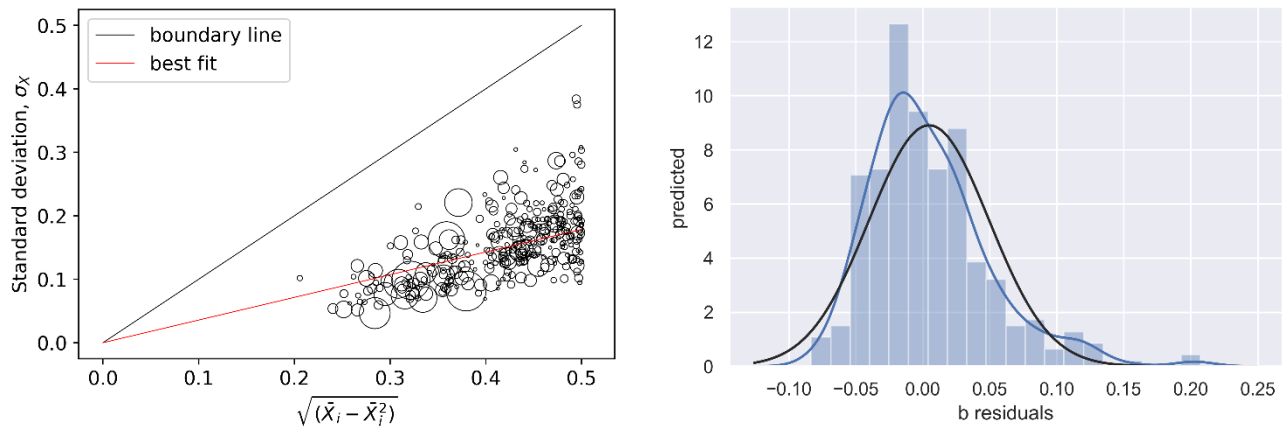 boundary line
best fit
Standard deviation, σ_X
0.5
0.4
0.3
0.2
0.1
0.0
0.0 0.1 0.2 0.3 0.4 0.5
√(X̄_i − X̄_i²)
predicted
12
10
8
6
4
2
0
−0.10 −0.05 0.00 0.05 0.10 0.15 0.20 0.25
b residuals